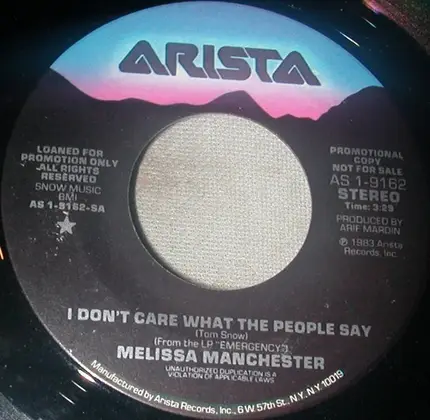 ARISTA
LOANED FOR
PROMOTION ONLY
ALL RIGHTS
RESERVED
SNOW MUSIC
BMI
AS 1-9162-SA
PROMOTIONAL
COPY
NOT FOR SALE
AS 1-9162
STEREO
Time: 3:29
PRODUCED BY
ARIF MARDIN
℗ 1983 Arista
Records, Inc.
I DON'T CARE WHAT THE PEOPLE SAY
(Tom Snow)
(From the LP "EMERGENCY")
MELISSA MANCHESTER
UNAUTHORIZED DUPLICATION IS A
VIOLATION OF APPLICABLE LAWS
Manufactured by Arista Records, Inc., 6 W. 57th St., N.Y., N.Y. 10019